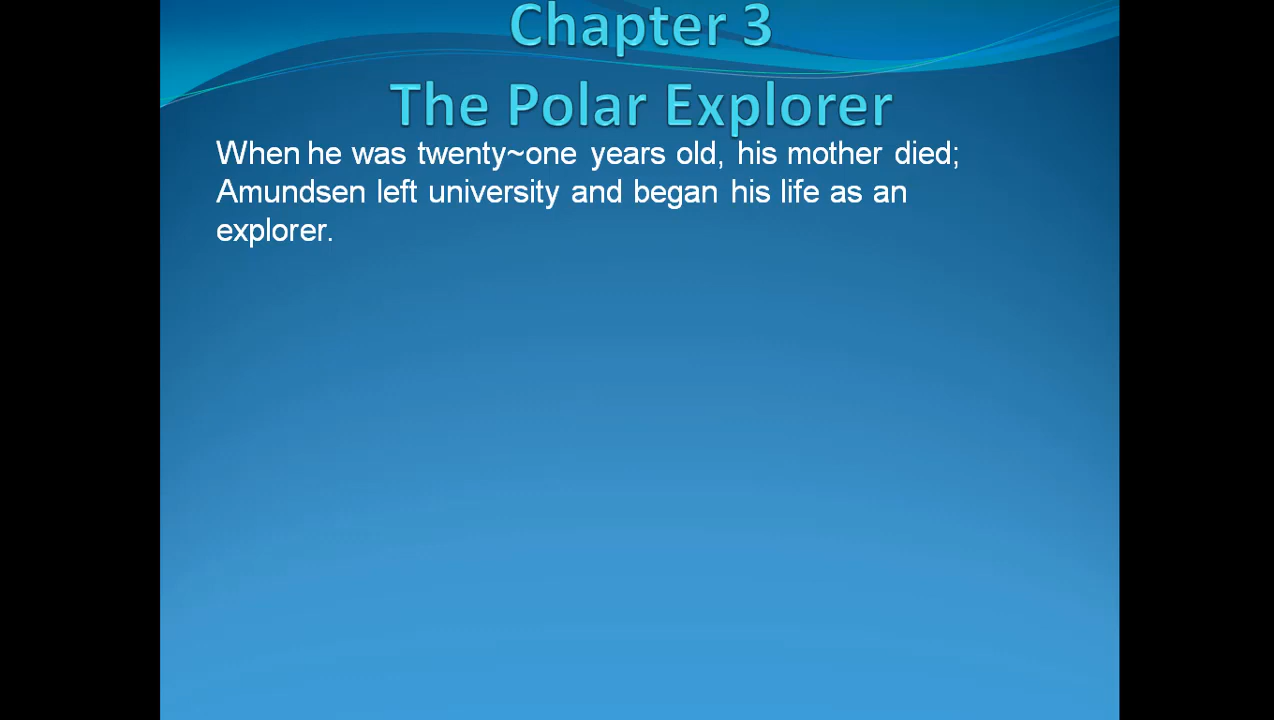 Chapter 3
The Polar Explorer
When he was twenty~one years old, his mother died;
Amundsen left university and began his life as an
explorer.